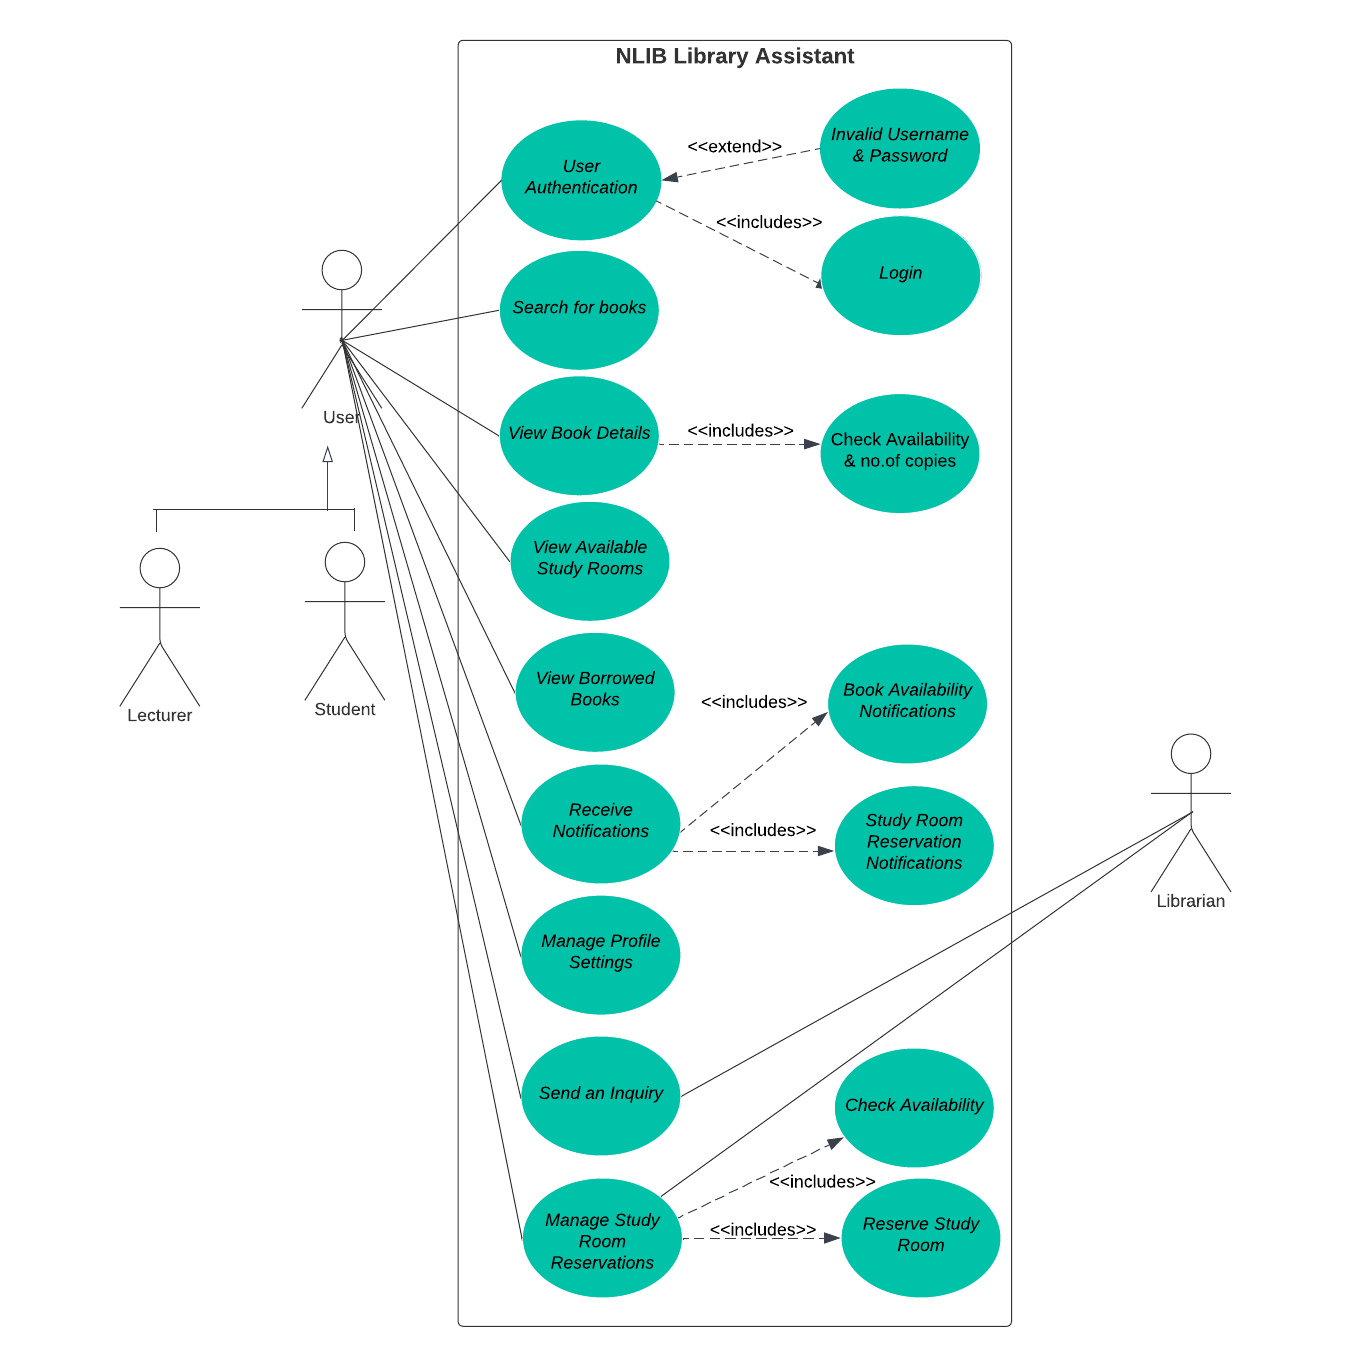 NLIB Library Assistant
User
Authentication
<<extend>>
Invalid Username
& Password
<<includes>>
Login
Search for books
User
View Book Details
<<includes>>
Check Availability
& no.of copies
View Available
Study Rooms
Lecturer
Student
View Borrowed
Books
<<includes>>
Book Availability
Notifications
Receive
Notifications
<<includes>>
Study Room
Reservation
Notifications
Librarian
Manage Profile
Settings
Send an Inquiry
Check Availability
<<includes>>
Manage Study
Room
Reservations
<<includes>>
Reserve Study
Room